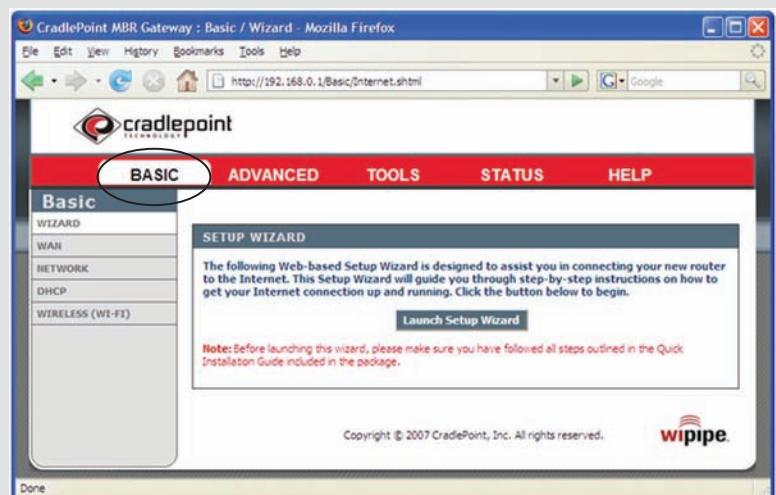 CradlePoint MBR Gateway : Basic / Wizard - Mozilla Firefox
File Edit View History Bookmarks Tools Help
http://192.168.0.1/Basic/Internet.shtml
G Google
cradlepoint
TECHNOLOGY
BASIC ADVANCED TOOLS STATUS HELP
Basic
WIZARD
WAN
NETWORK
DHCP
WIRELESS (WI-FI)
SETUP WIZARD
The following Web-based Setup Wizard is designed to assist you in connecting your new router
to the Internet. This Setup Wizard will guide you through step-by-step instructions on how to
get your Internet connection up and running. Click the button below to begin.
Launch Setup Wizard
Note: Before launching this wizard, please make sure you have followed all steps outlined in the Quick
Installation Guide included in the package.
Copyright © 2007 CradlePoint, Inc. All rights reserved.
wipipe.
Done